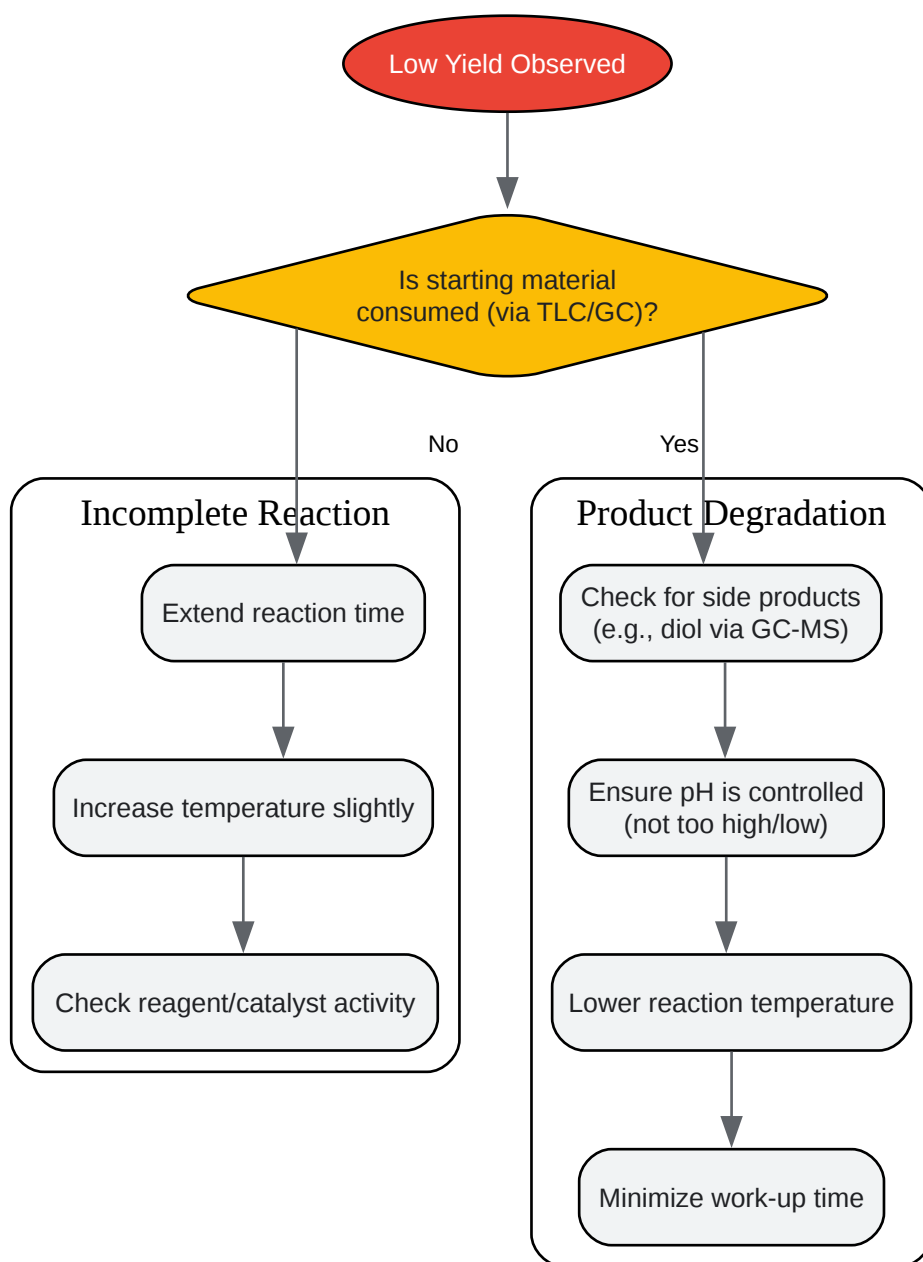 Low Yield Observed
Is starting material
consumed (via TLC/GC)?
No
Yes
Incomplete Reaction
Extend reaction time
Increase temperature slightly
Check reagent/catalyst activity
Product Degradation
Check for side products
(e.g., diol via GC-MS)
Ensure pH is controlled
(not too high/low)
Lower reaction temperature
Minimize work-up time